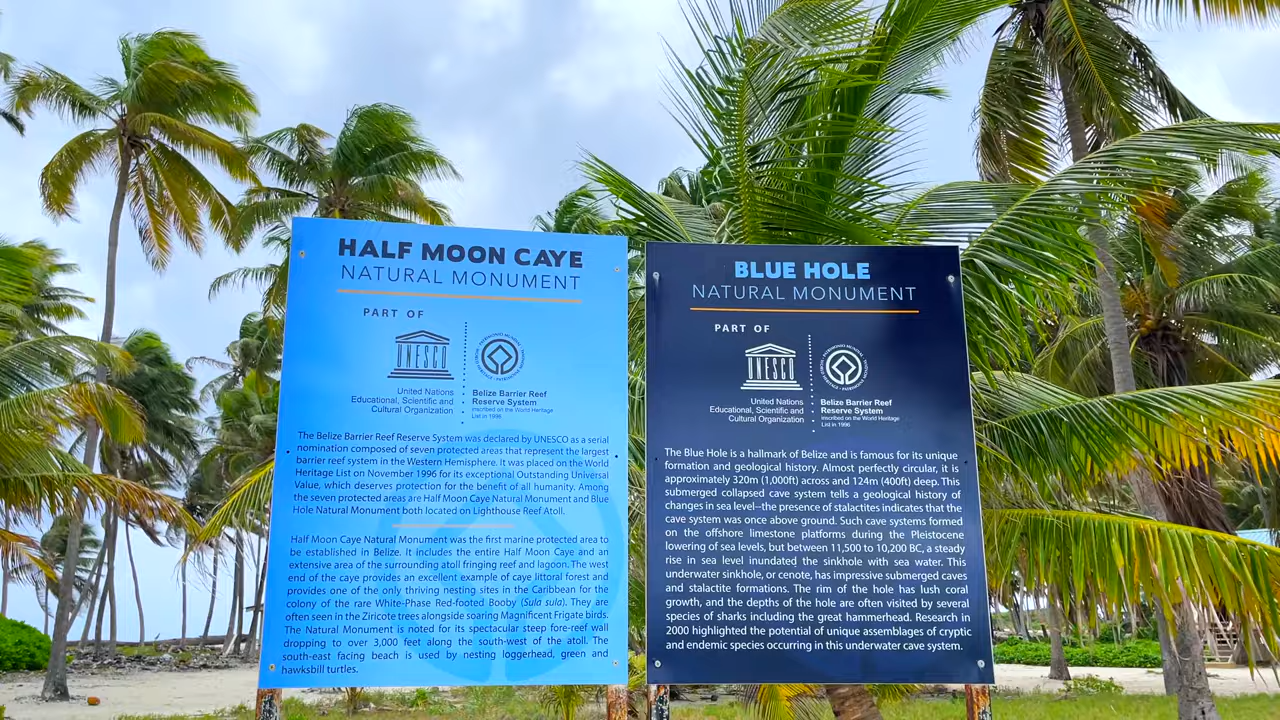 HALF MOON CAYE
NATURAL MONUMENT
PART OF
UNESCO
United Nations
Educational, Scientific and
Cultural Organization
Belize Barrier Reef
Reserve System
inscribed on the World Heritage
List in 1996
The Belize Barrier Reef Reserve System was declared by UNESCO as a serial
nomination composed of seven protected areas that represent the largest
barrier reef system in the Western Hemisphere. It was placed on the World
Heritage List on November 1996 for its exceptional Outstanding Universal
Value, which deserves protection for the benefit of all humanity. Among
the seven protected areas are Half Moon Caye Natural Monument and Blue
Hole Natural Monument both located on Lighthouse Reef Atoll.
Half Moon Caye Natural Monument was the first marine protected area to
be established in Belize. It includes the entire Half Moon Caye and an
extensive area of the surrounding atoll fringing reef and lagoon. The west
end of the caye provides an excellent example of caye littoral forest and
provides one of the only thriving nesting sites in the Caribbean for the
colony of the rare White-Phase Red-footed Booby (Sula sula). They are
often seen in the Ziricote trees alongside soaring Magnificent Frigate birds.
The Natural Monument is noted for its spectacular steep fore-reef wall
dropping to over 3,000 feet along the south-west of the atoll. The
south-east facing beach is used by nesting loggerhead, green and
hawksbill turtles.
BLUE HOLE
NATURAL MONUMENT
PART OF
UNESCO
United Nations
Educational, Scientific and
Cultural Organization
Belize Barrier Reef
Reserve System
inscribed on the World Heritage
List in 1996
The Blue Hole is a hallmark of Belize and is famous for its unique
formation and geological history. Almost perfectly circular, it is
approximately 320m (1,000ft) across and 124m (400ft) deep. This
submerged collapsed cave system tells a geological history of
changes in sea level--the presence of stalactites indicates that the
cave system was once above ground. Such cave systems formed
on the offshore limestone platforms during the Pleistocene
lowering of sea levels, but between 11,500 to 10,200 BC, a steady
rise in sea level inundated the sinkhole with sea water. This
underwater sinkhole, or cenote, has impressive submerged caves
and stalactite formations. The rim of the hole has lush coral
growth, and the depths of the hole are often visited by several
species of sharks including the great hammerhead. Research in
2000 highlighted the potential of unique assemblages of cryptic
and endemic species occurring in this underwater cave system.